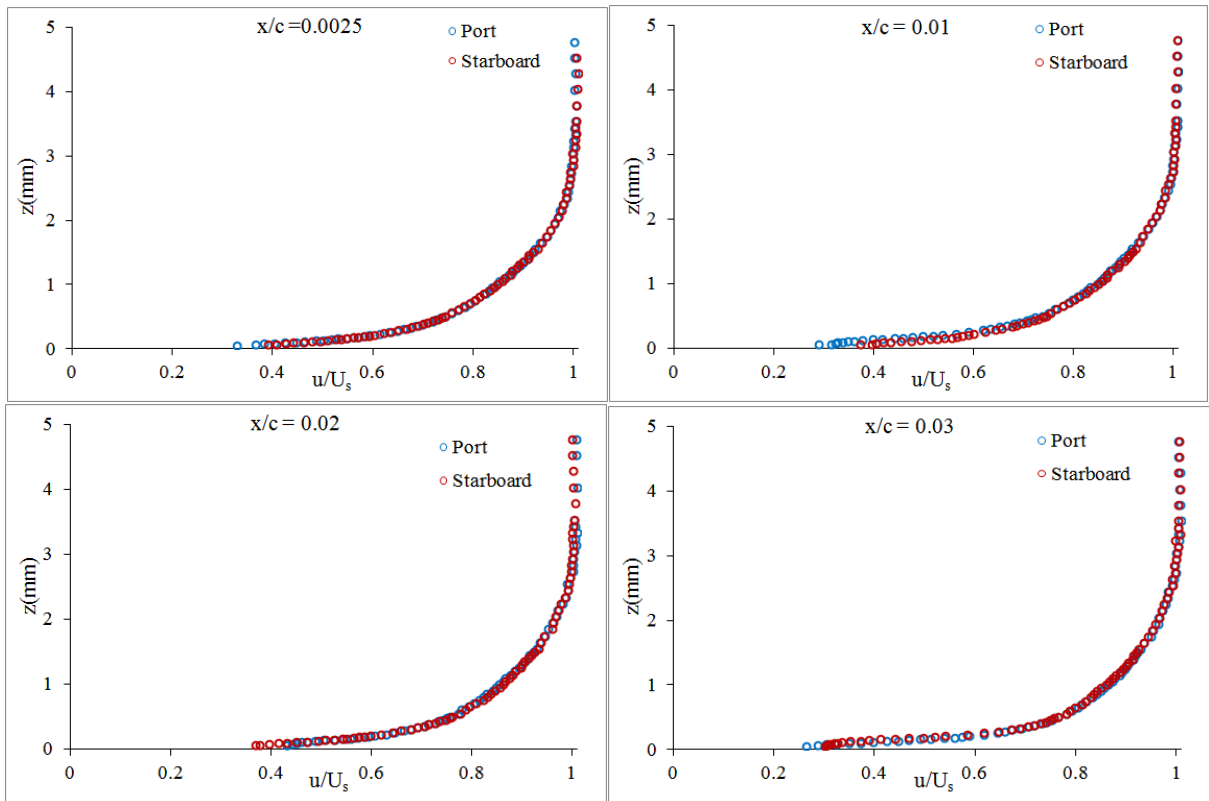 x/c =0.0025
Port
Starboard
z(mm)
5
4
3
2
1
0
0 0.2 0.4 0.6 0.8 1
u/Us
x/c = 0.01
Port
Starboard
z(mm)
5
4
3
2
1
0
0 0.2 0.4 0.6 0.8 1
u/Us
x/c = 0.02
Port
Starboard
z(mm)
5
4
3
2
1
0
0 0.2 0.4 0.6 0.8 1
u/Us
x/c = 0.03
Port
Starboard
z(mm)
5
4
3
2
1
0
0 0.2 0.4 0.6 0.8 1
u/Us